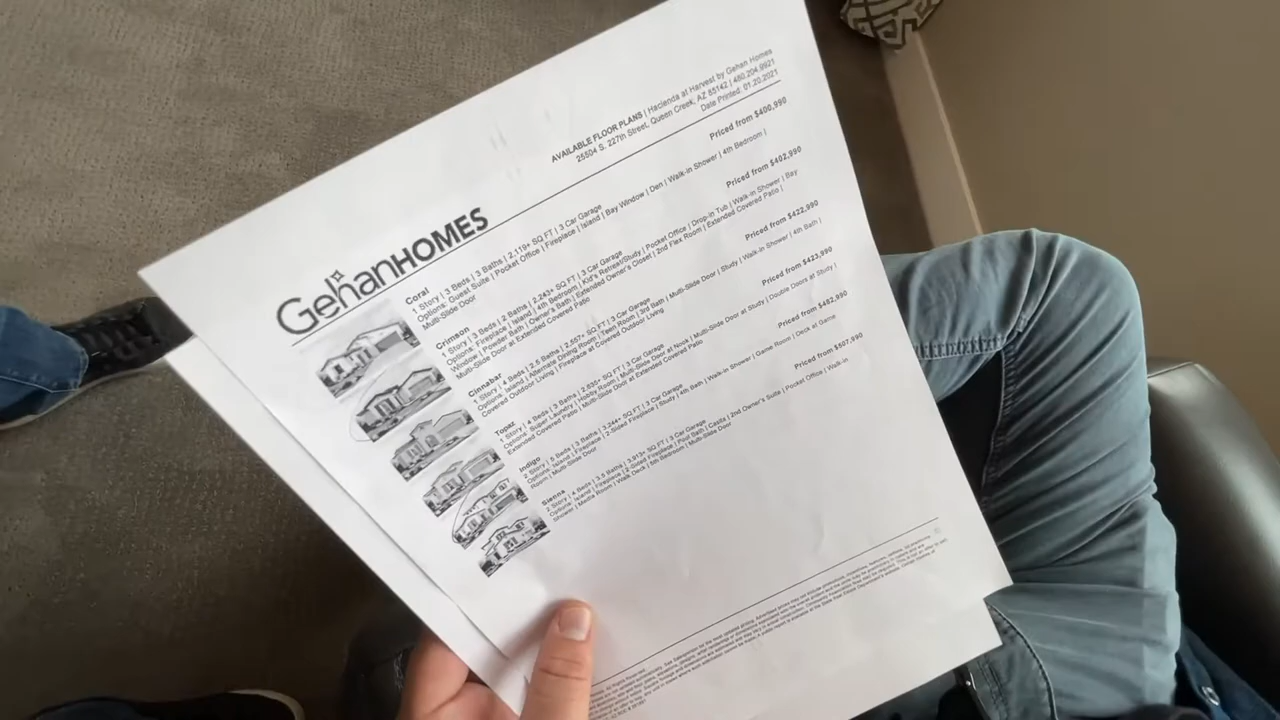 GehanHOMES
AVAILABLE FLOOR PLANS | Hacienda at Harvest by Gehan Homes
25504 S. 227th Street, Queen Creek, AZ 85142 | 480.204.9921
Date Printed: 01.20.2021
Coral Priced from $400,990
1 Story | 3 Beds | 3 Baths | 2,119+ SQ FT | 3 Car Garage
Options: Guest Suite | Pocket Office | Fireplace | Island | Bay Window | Den | Walk-in Shower | 4th Bedroom |
Multi-Slide Door
Crimson Priced from $402,990
1 Story | 3 Beds | 2 Baths | 2,243+ SQ FT | 3 Car Garage
Options: Fireplace | Island | 4th Bedroom | Kid's Retreat/Study | Pocket Office | Drop-in Tub | Walk-in Shower | Bay
Window | Powder Bath | Owner's Bath | Extended Owner's Closet | 2nd Flex Room | Extended Covered Patio |
Multi-Slide Door at Extended Covered Patio
Cinnabar Priced from $422,990
1 Story | 4 Beds | 2.5 Baths | 2,557+ SQ FT | 3 Car Garage
Options: Island | Alternate Dining Room | Teen Room | 3rd Bath | Multi-Slide Door | Study | Walk-in Shower | 4th Bath |
Covered Outdoor Living | Fireplace at Covered Outdoor Living
Topaz Priced from $423,990
1 Story | 4 Beds | 3 Baths | 2,635+ SQ FT | 3 Car Garage
Options: Super Laundry | Hobby Room | Multi-Slide Door at Nook | Multi-Slide Door at Study | Double Doors at Study |
Extended Covered Patio | Multi-Slide Door at Extended Covered Patio
Indigo Priced from $482,990
2 Story | 5 Beds | 3 Baths | 3,244+ SQ FT | 3 Car Garage
Options: Island | Fireplace | 2-Sided Fireplace | Study | 4th Bath | Walk-in Shower | Game Room | Deck at Game
Room | Multi-Slide Door
Sienna Priced from $507,990
2 Story | 4 Beds | 3.5 Baths | 3,913+ SQ FT | 3 Car Garage
Options: Island | Fireplace | 2-Sided Fireplace | Pool Bath | Casita | 2nd Owner's Suite | Pocket Office | Walk-in
Shower | Media Room | Walk Deck | 5th Bedroom | Multi-Slide Door